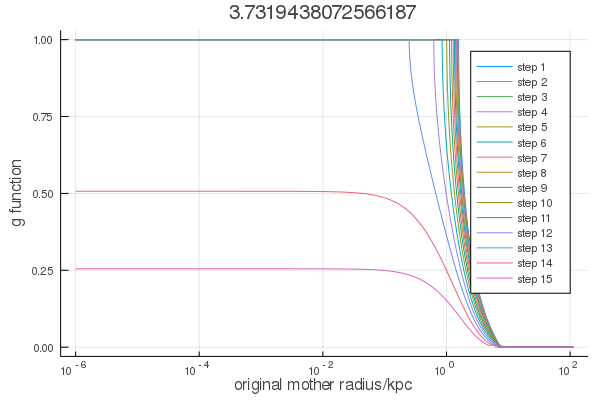 3.7319438072566187
1.00
0.75
0.50
0.25
0.00
g function
10^-6
10^-4
10^-2
10^0
10^2
original mother radius/kpc
step 1
step 2
step 3
step 4
step 5
step 6
step 7
step 8
step 9
step 10
step 11
step 12
step 13
step 14
step 15